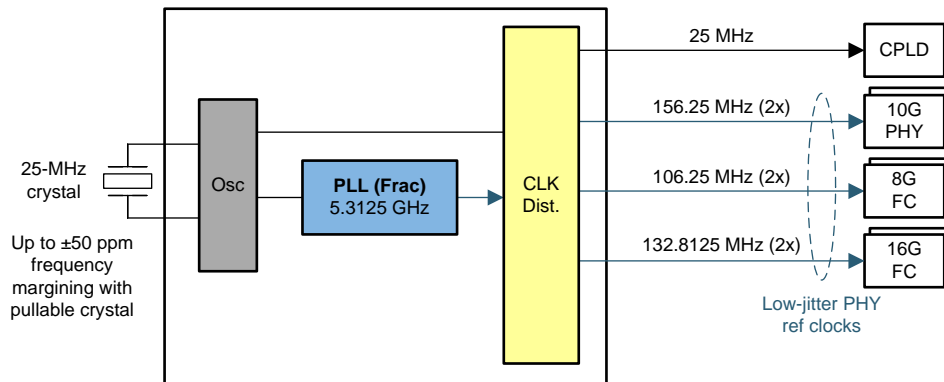 25-MHz
crystal
Up to ±50 ppm
frequency
margining with
pullable crystal
Osc
PLL (Frac)
5.3125 GHz
CLK
Dist.
25 MHz
CPLD
156.25 MHz (2x)
10G
PHY
106.25 MHz (2x)
8G
FC
132.8125 MHz (2x)
16G
FC
Low-jitter PHY
ref clocks